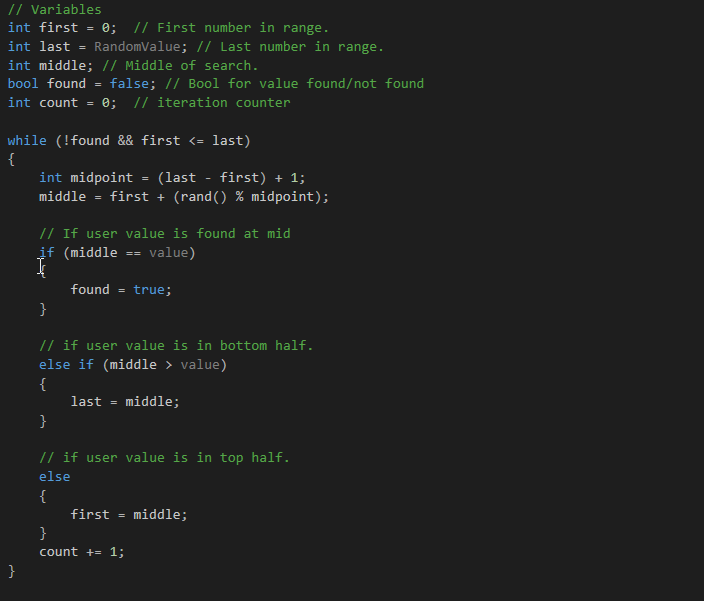 // Variables
int first = 0;  // First number in range.
int last = RandomValue; // Last number in range.
int middle; // Middle of search.
bool found = false; // Bool for value found/not found
int count = 0;  // iteration counter

while (!found && first <= last)
{
    int midpoint = (last - first) + 1;
    middle = first + (rand() % midpoint);

    // If user value is found at mid
    if (middle == value)
    {
        found = true;
    }

    // if user value is in bottom half.
    else if (middle > value)
    {
        last = middle;
    }

    // if user value is in top half.
    else
    {
        first = middle;
    }
    count += 1;
}